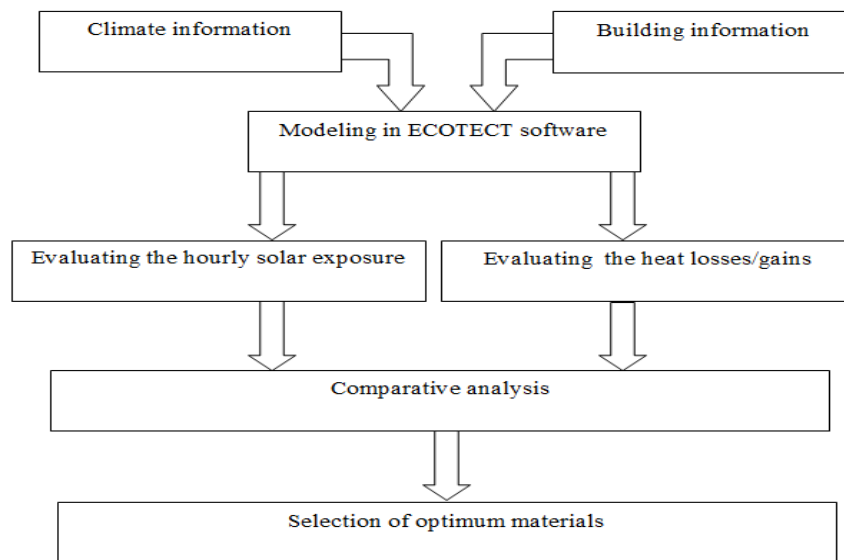 Climate information
Building information
Modeling in ECOTECT software
Evaluating the hourly solar exposure
Evaluating the heat losses/gains
Comparative analysis
Selection of optimum materials